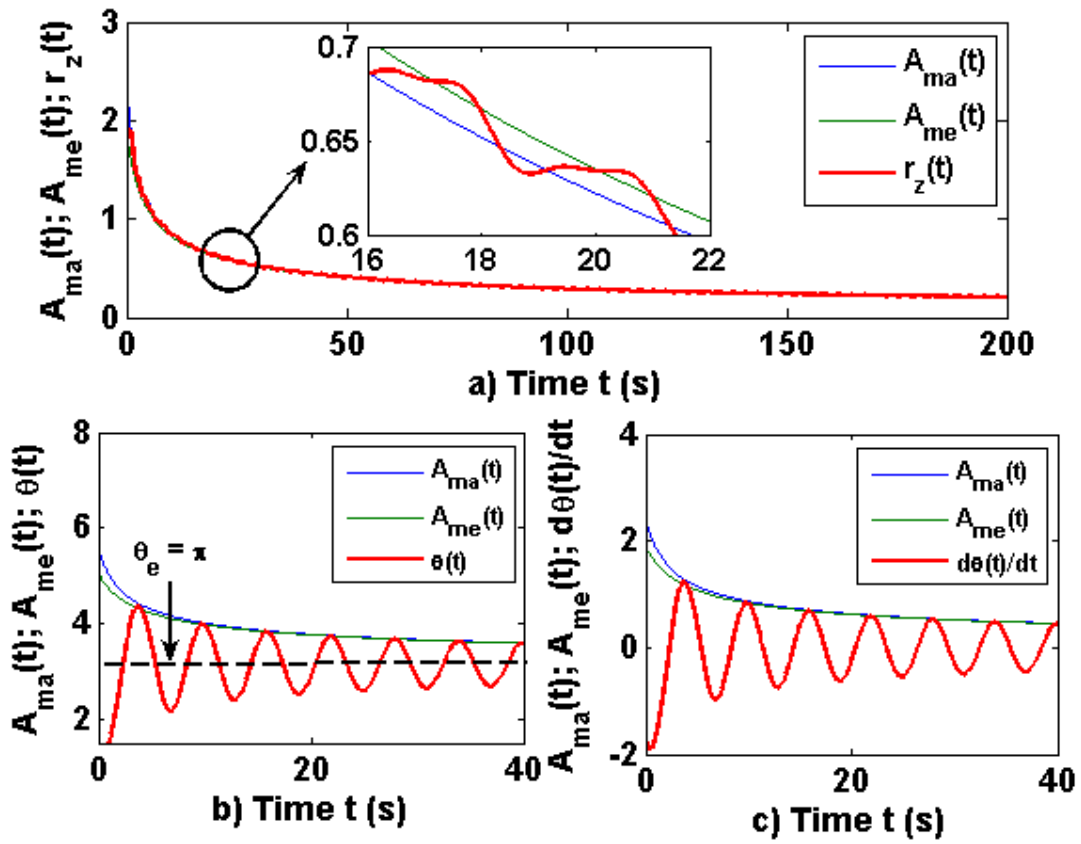 A_ma(t); A_me(t); r_z(t)
3
2
1
0
0
50
100
150
200
a) Time t (s)
0.7
0.65
0.6
16
18
20
22
A_ma(t)
A_me(t)
r_z(t)
A_ma(t); A_me(t); θ(t)
8
6
4
2
0
20
40
b) Time t (s)
θ_e = π
A_ma(t)
A_me(t)
θ(t)
A_ma(t); A_me(t); dθ(t)/dt
4
2
0
-2
0
20
40
c) Time t (s)
A_ma(t)
A_me(t)
dθ(t)/dt